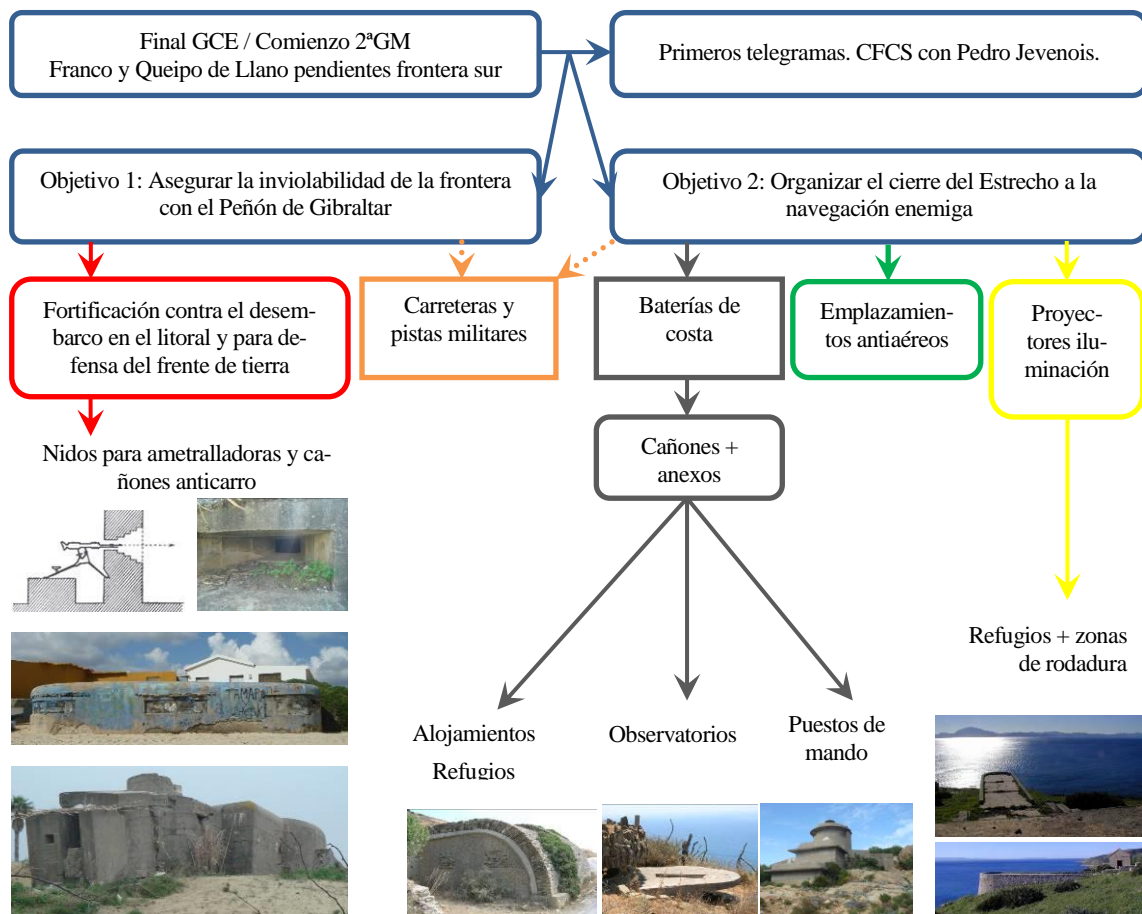 Final GCE / Comienzo 2ªGM
Franco y Queipo de Llano pendientes frontera sur
Primeros telegramas. CFCS con Pedro Jevenois.
Objetivo 1: Asegurar la inviolabilidad de la frontera
con el Peñón de Gibraltar
Objetivo 2: Organizar el cierre del Estrecho a la
navegación enemiga
Fortificación contra el desem-
barco en el litoral y para de-
fensa del frente de tierra
Carreteras y
pistas militares
Baterías de
costa
Emplazamien-
tos antiaéreos
Proyec-
tores ilu-
minación
Nidos para ametralladoras y ca-
ñones anticarro
Cañones +
anexos
Refugios + zonas
de rodadura
Alojamientos
Refugios
Observatorios
Puestos de
mando